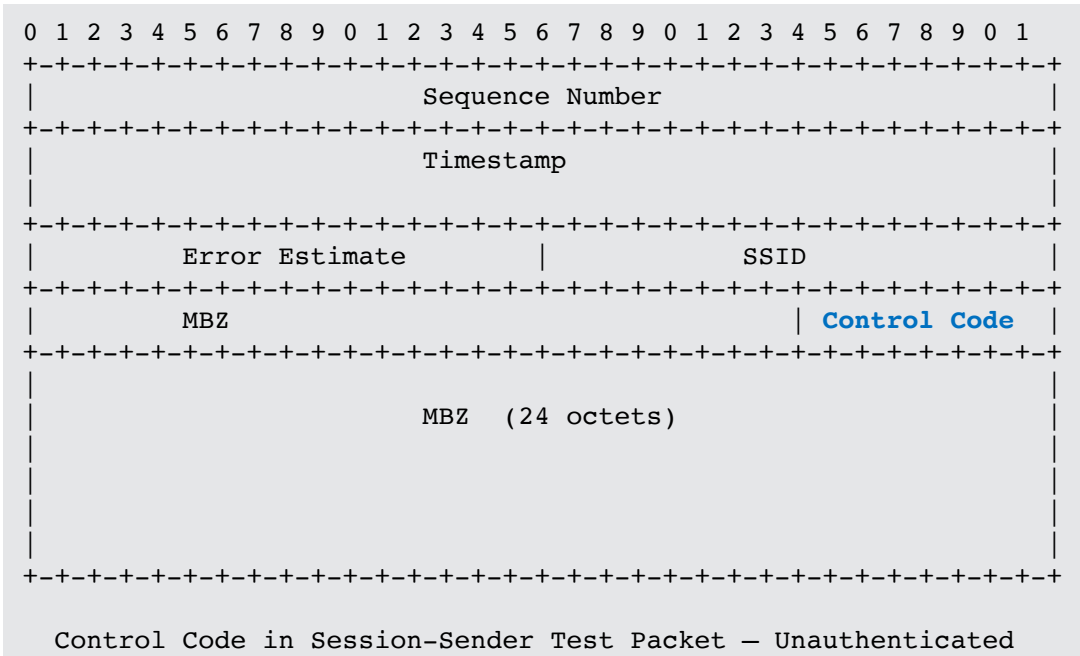 0 1 2 3 4 5 6 7 8 9 0 1 2 3 4 5 6 7 8 9 0 1 2 3 4 5 6 7 8 9 0 1
+-+-+-+-+-+-+-+-+-+-+-+-+-+-+-+-+-+-+-+-+-+-+-+-+-+-+-+-+-+-+-+-+
|                        Sequence Number                        |
+-+-+-+-+-+-+-+-+-+-+-+-+-+-+-+-+-+-+-+-+-+-+-+-+-+-+-+-+-+-+-+-+
|                        Timestamp                              |
|                                                               |
+-+-+-+-+-+-+-+-+-+-+-+-+-+-+-+-+-+-+-+-+-+-+-+-+-+-+-+-+-+-+-+-+
|         Error Estimate        |            SSID               |
+-+-+-+-+-+-+-+-+-+-+-+-+-+-+-+-+-+-+-+-+-+-+-+-+-+-+-+-+-+-+-+-+
|         MBZ                                   | Control Code  |
+-+-+-+-+-+-+-+-+-+-+-+-+-+-+-+-+-+-+-+-+-+-+-+-+-+-+-+-+-+-+-+-+
|                                                               |
|                        MBZ  (24 octets)                       |
|                                                               |
|                                                               |
|                                                               |
|                                                               |
+-+-+-+-+-+-+-+-+-+-+-+-+-+-+-+-+-+-+-+-+-+-+-+-+-+-+-+-+-+-+-+-+
Control Code in Session-Sender Test Packet – Unauthenticated